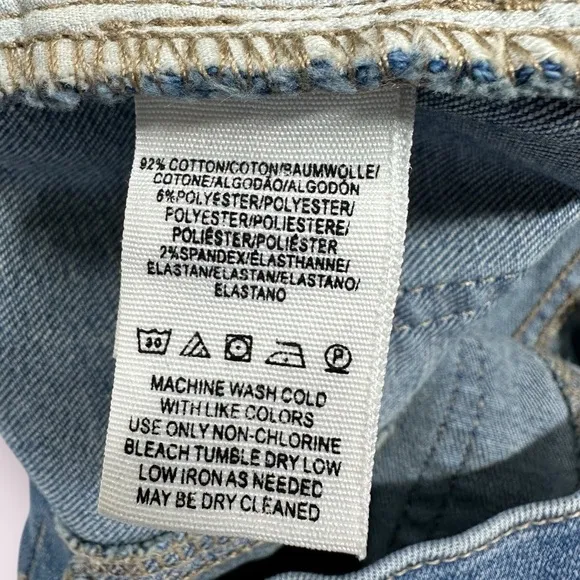 92% COTTON/COTON/BAUMWOLLE/
COTONE/ALGODÃO/ALGODÓN
6% POLYESTER/POLYESTER/
POLYESTER/POLIESTERE/
POLIÉSTER/POLIÉSTER
2%SPANDEX/ÉLASTHANNE/
ELASTAN/ELASTAN/ELASTANO/
ELASTANO
30 P
MACHINE WASH COLD
WITH LIKE COLORS
USE ONLY NON-CHLORINE
BLEACH TUMBLE DRY LOW
LOW IRON AS NEEDED
MAY BE DRY CLEANED